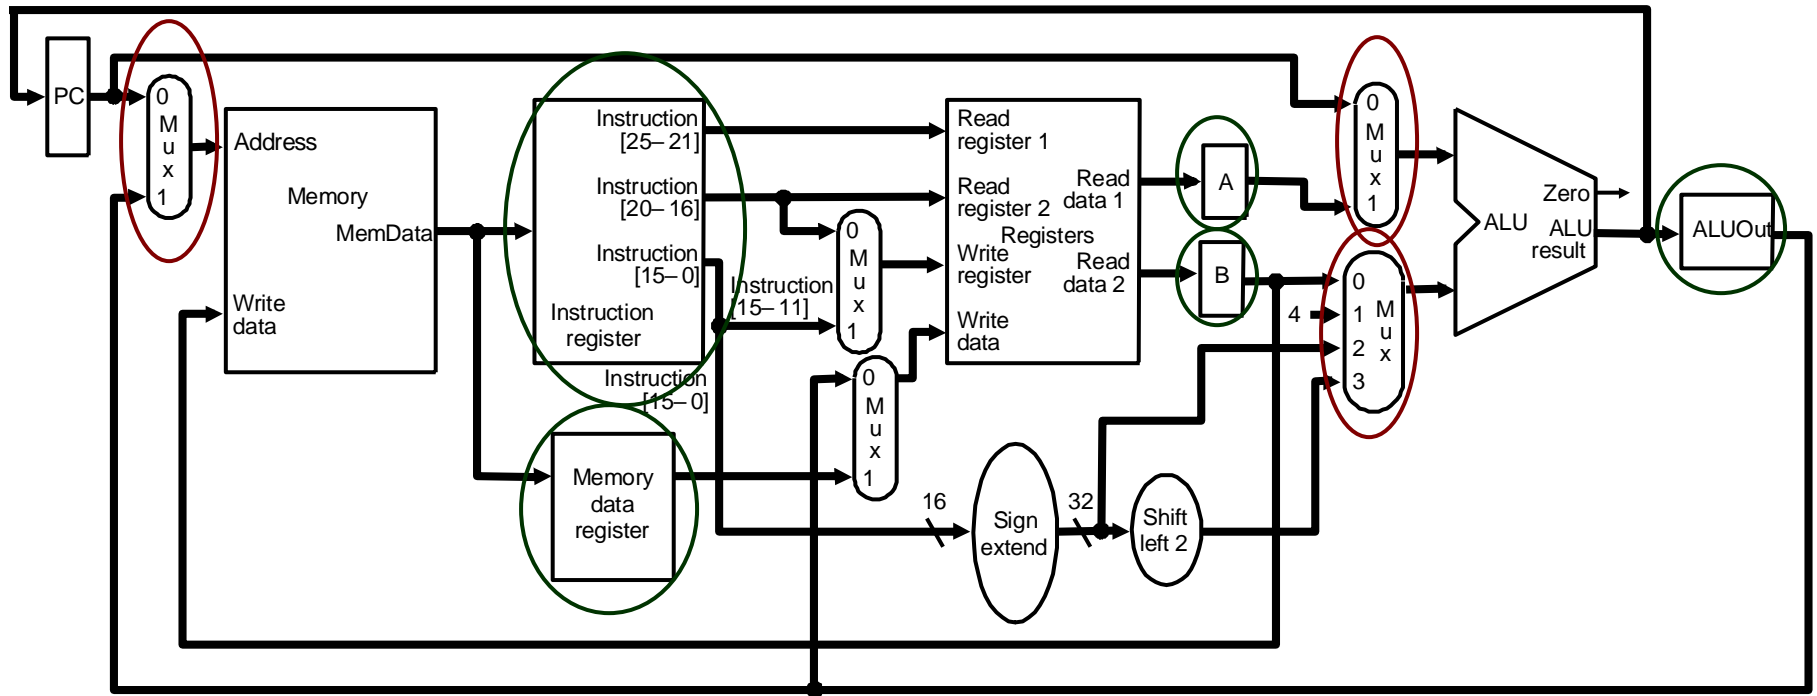 PC
0
M
u
x
1
Address
Memory
MemData
Write
data
Instruction
[25–21]
Instruction
[20–16]
Instruction
[15–0]
Instruction
register
Instruction
[15–11]
Instruction
[15–0]
Memory
data
register
0
M
u
x
1
0
M
u
x
1
Read
register 1
Read
register 2
Registers
Write
register
Write
data
Read
data 1
Read
data 2
16
Sign
extend
32
Shift
left 2
A
B
4
0
M
u
x
1
0
1
2
3
M
u
x
ALU
Zero
ALU
result
ALUOut